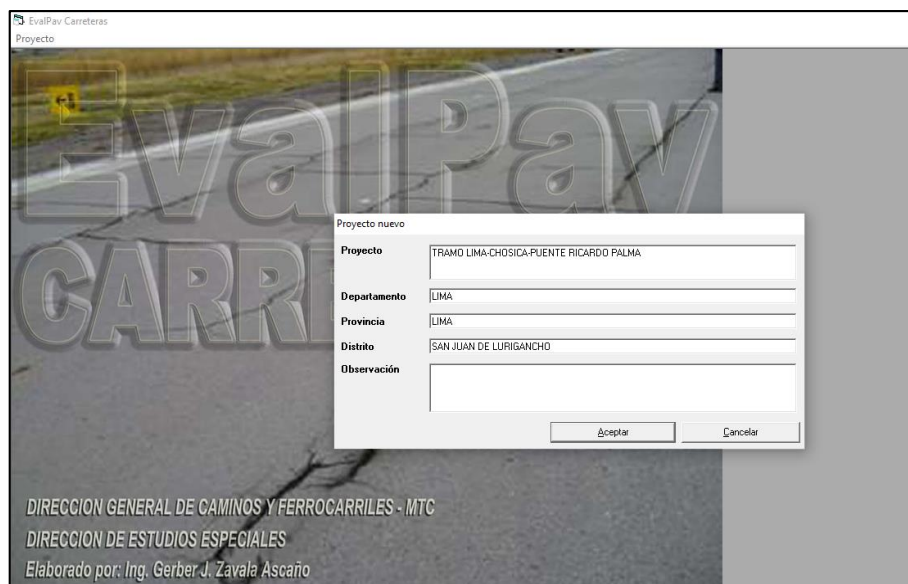 EvalPav Carreteras
Proyecto
EvalPav
CARRE
Proyecto nuevo
Proyecto
TRAMO LIMA-CHOSICA-PUENTE RICARDO PALMA
Departamento
LIMA
Provincia
LIMA
Distrito
SAN JUAN DE LURIGANCHO
Observación
Aceptar
Cancelar
DIRECCION GENERAL DE CAMINOS Y FERROCARRILES - MTC
DIRECCION DE ESTUDIOS ESPECIALES
Elaborado por: Ing. Gerber J. Zavala Ascaño